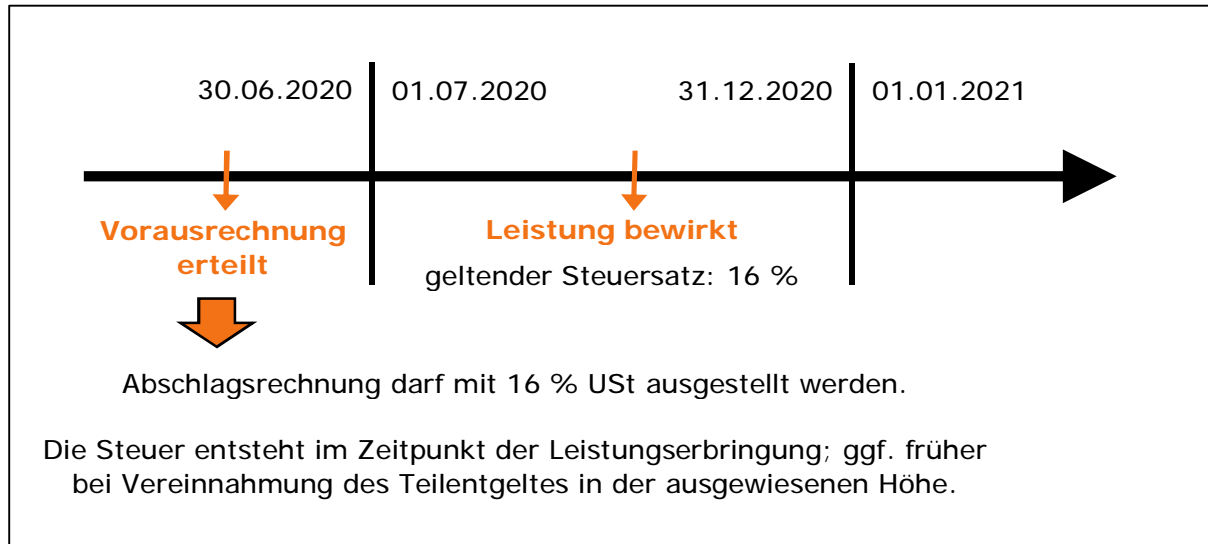 30.06.2020 01.07.2020 31.12.2020 01.01.2021
Vorausrechnung
erteilt
Leistung bewirkt
geltender Steuersatz: 16 %
Abschlagsrechnung darf mit 16 % USt ausgestellt werden.
Die Steuer entsteht im Zeitpunkt der Leistungserbringung; ggf. früher
bei Vereinnahmung des Teilentgeltes in der ausgewiesenen Höhe.